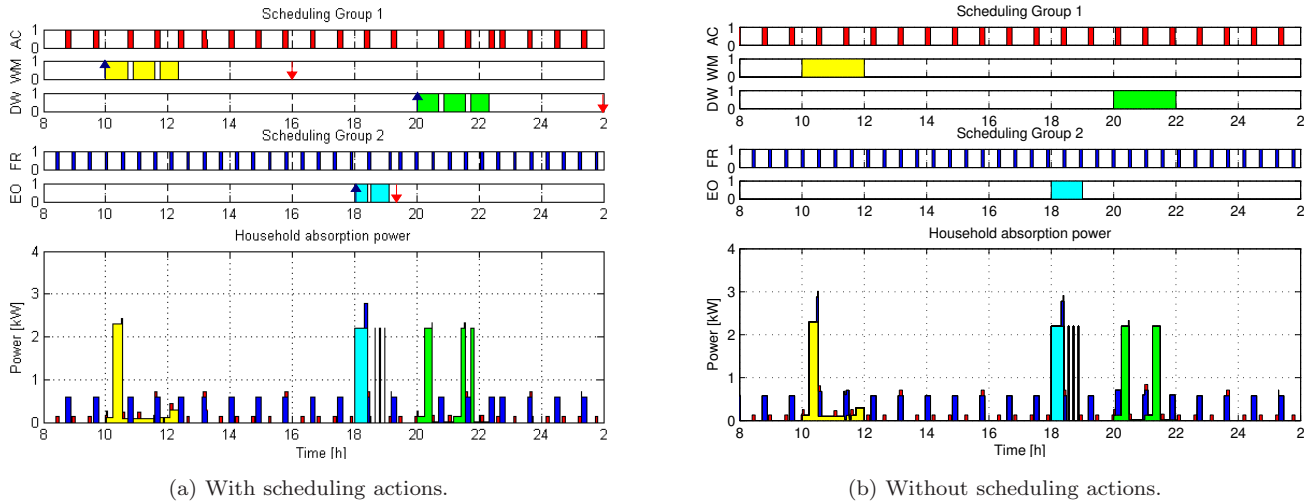 Scheduling Group 1
AC
1
0
WM
1
0
DW
1
0
8 10 12 14 16 18 20 22 24 2
Scheduling Group 2
FR
1
0
EO
1
0
8 10 12 14 16 18 20 22 24 2
Household absorption power
Power [kW]
4
3
2
1
0
8 10 12 14 16 18 20 22 24 2
Time [h]
(a) With scheduling actions.
Scheduling Group 1
AC
1
0
WM
1
0
DW
1
0
8 10 12 14 16 18 20 22 24 2
Scheduling Group 2
FR
1
0
EO
1
0
8 10 12 14 16 18 20 22 24 2
Household absorption power
Power [kW]
4
3
2
1
0
8 10 12 14 16 18 20 22 24 2
Time [h]
(b) Without scheduling actions.